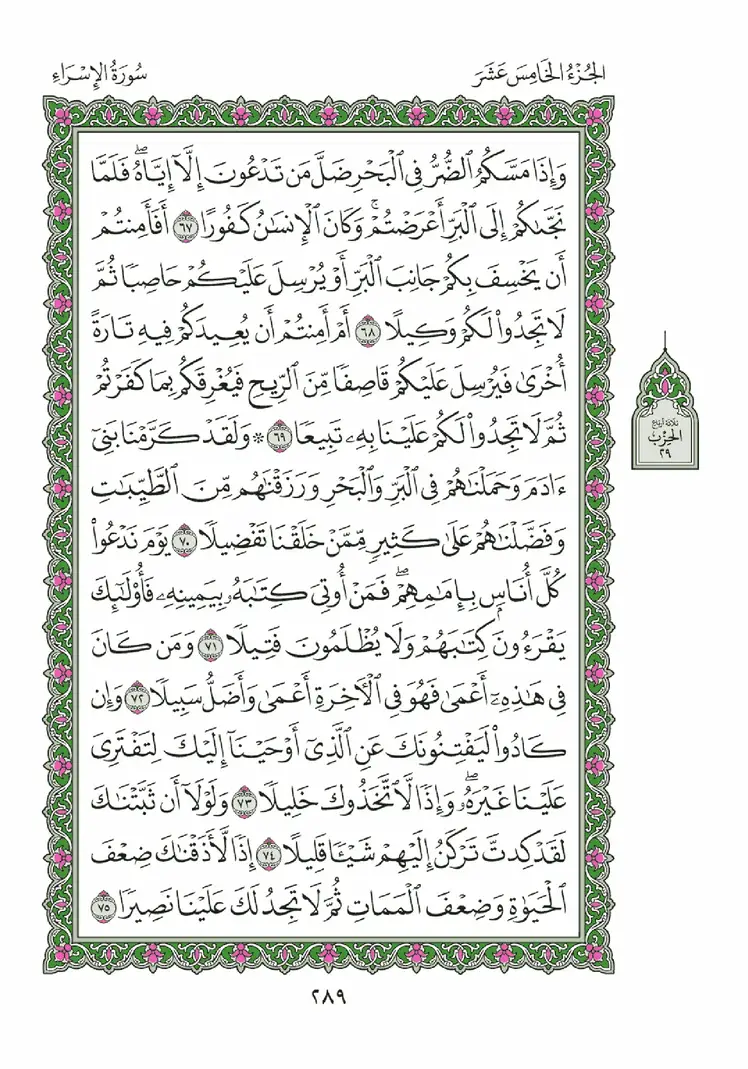 الجُزْءُ الخَامِسَ عَشَرَ
سُورَةُ الإِسْرَاءِ
وَإِذَا مَسَّكُمُ ٱلضُّرُّ فِي ٱلْبَحْرِ ضَلَّ مَن تَدْعُونَ إِلَّآ إِيَّاهُۖ فَلَمَّا
نَجَّىٰكُمْ إِلَى ٱلْبَرِّ أَعْرَضْتُمْۚ وَكَانَ ٱلْإِنسَٰنُ كَفُورًا ٦٧ أَفَأَمِنتُمْ
أَن يَخْسِفَ بِكُمْ جَانِبَ ٱلْبَرِّ أَوْ يُرْسِلَ عَلَيْكُمْ حَاصِبًا ثُمَّ
لَا تَجِدُواْ لَكُمْ وَكِيلًا ٦٨ أَمْ أَمِنتُمْ أَن يُعِيدَكُمْ فِيهِ تَارَةً
أُخْرَىٰ فَيُرْسِلَ عَلَيْكُمْ قَاصِفًا مِّنَ ٱلرِّيحِ فَيُغْرِقَكُم بِمَا كَفَرْتُمْ
ثُمَّ لَا تَجِدُواْ لَكُمْ عَلَيْنَا بِهِۦ تَبِيعًا ٦٩ ۞ وَلَقَدْ كَرَّمْنَا بَنِيٓ
ءَادَمَ وَحَمَلْنَٰهُمْ فِي ٱلْبَرِّ وَٱلْبَحْرِ وَرَزَقْنَٰهُم مِّنَ ٱلطَّيِّبَٰتِ
وَفَضَّلْنَٰهُمْ عَلَىٰ كَثِيرٍ مِّمَّنْ خَلَقْنَا تَفْضِيلًا ٧٠ يَوْمَ نَدْعُواْ
كُلَّ أُنَاسٍۭ بِإِمَٰمِهِمْۖ فَمَنْ أُوتِيَ كِتَٰبَهُۥ بِيَمِينِهِۦ فَأُوْلَٰٓئِكَ
يَقْرَءُونَ كِتَٰبَهُمْ وَلَا يُظْلَمُونَ فَتِيلًا ٧١ وَمَن كَانَ
فِي هَٰذِهِۦٓ أَعْمَىٰ فَهُوَ فِي ٱلْأٓخِرَةِ أَعْمَىٰ وَأَضَلُّ سَبِيلًا ٧٢ وَإِن
كَادُواْ لَيَفْتِنُونَكَ عَنِ ٱلَّذِيٓ أَوْحَيْنَآ إِلَيْكَ لِتَفْتَرِيَ
عَلَيْنَا غَيْرَهُۥۖ وَإِذًا لَّٱتَّخَذُوكَ خَلِيلًا ٧٣ وَلَوْلَآ أَن ثَبَّتْنَٰكَ
لَقَدْ كِدتَّ تَرْكَنُ إِلَيْهِمْ شَيْـًٔا قَلِيلًا ٧٤ إِذًا لَّأَذَقْنَٰكَ ضِعْفَ
ٱلْحَيَوٰةِ وَضِعْفَ ٱلْمَمَاتِ ثُمَّ لَا تَجِدُ لَكَ عَلَيْنَا نَصِيرًا ٧٥
ثلاثة أرباع
الحِزْب
٢٩
٢٨٩